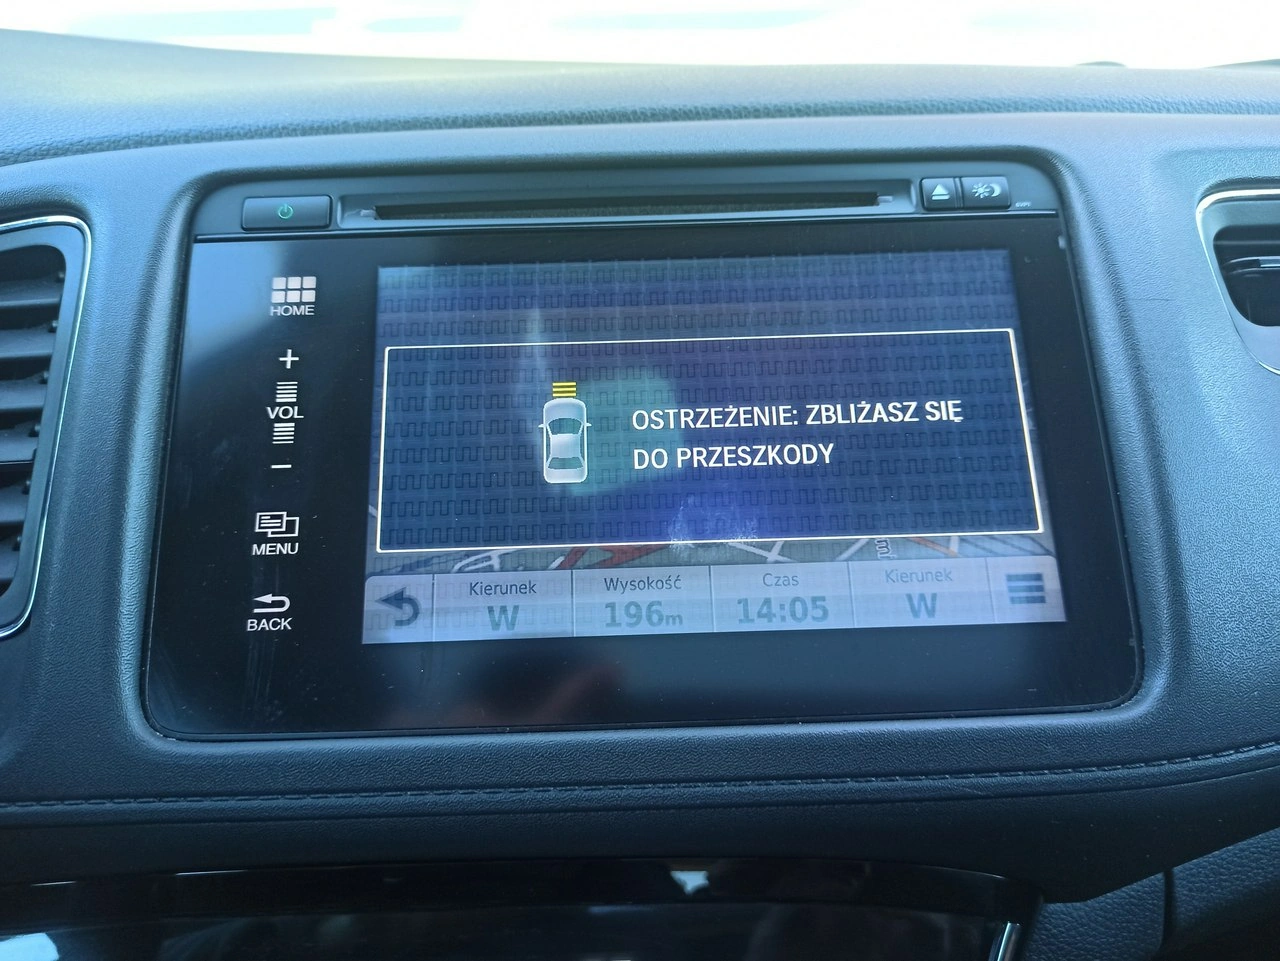 HOME
+
VOL
−
MENU
BACK
OSTRZEŻENIE: ZBLIŻASZ SIĘ
DO PRZESZKODY
Kierunek Wysokość Czas Kierunek
W 196m 14:05 W